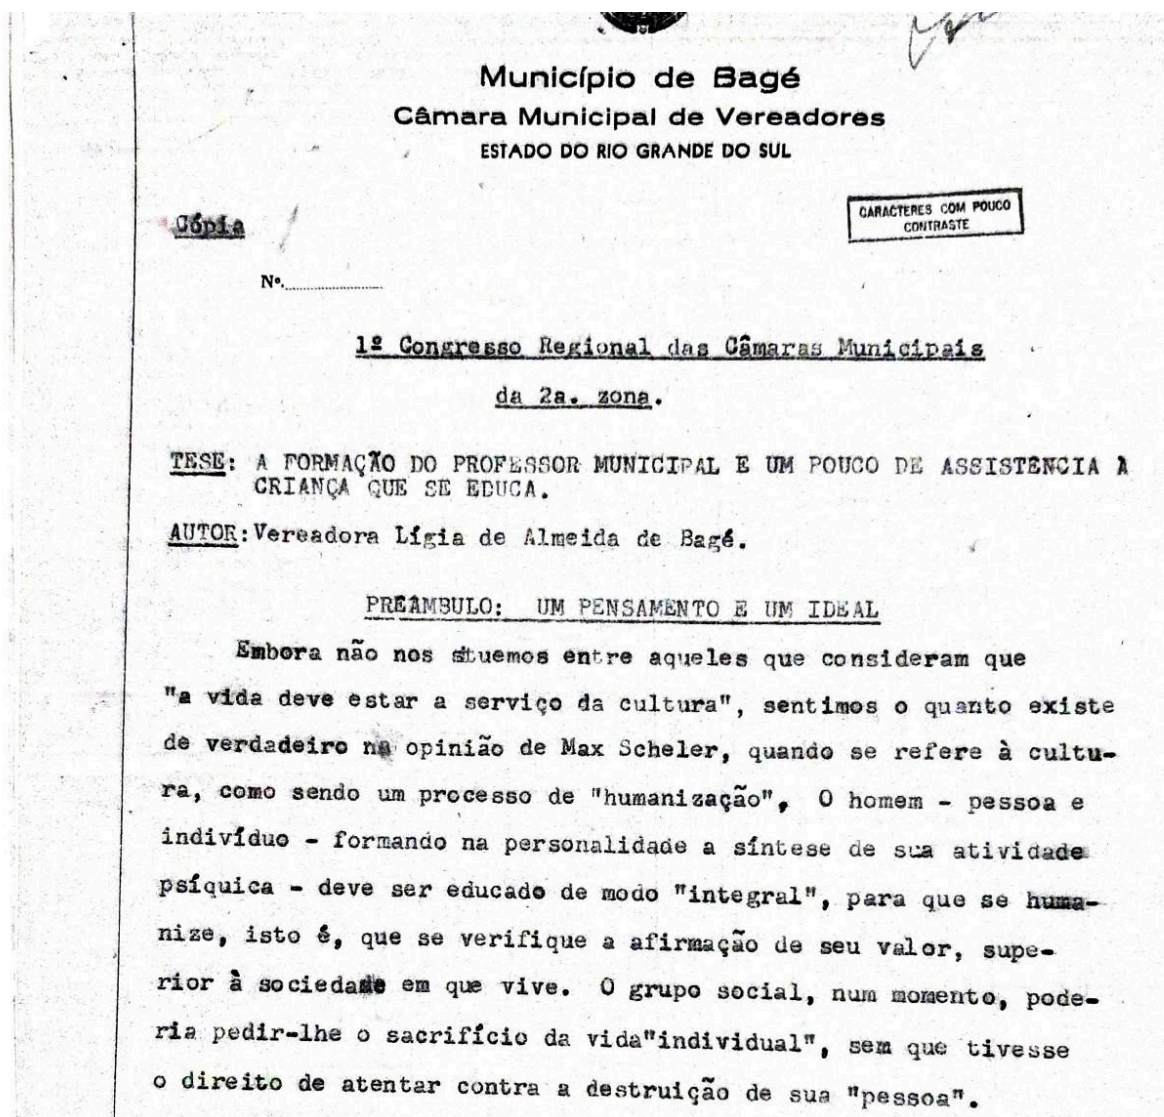 Município de Bagé
Câmara Municipal de Vereadores
ESTADO DO RIO GRANDE DO SUL
Cópia
CARACTERES COM POUCO
CONTRASTE
Nº.
1º Congresso Regional das Câmaras Municipais
da 2a. zona.
TESE: A FORMAÇÃO DO PROFESSOR MUNICIPAL E UM POUCO DE ASSISTÊNCIA À
CRIANÇA QUE SE EDUCA.
AUTOR: Vereadora Lígia de Almeida de Bagé.
PREÂMBULO: UM PENSAMENTO E UM IDEAL
Embora não nos situemos entre aqueles que consideram que
"a vida deve estar a serviço da cultura", sentimos o quanto existe
de verdadeiro na opinião de Max Scheler, quando se refere à cultu-
ra, como sendo um processo de "humanização", O homem - pessoa e
indivíduo - formando na personalidade a síntese de sua atividade
psíquica - deve ser educado de modo "integral", para que se huma-
nize, isto é, que se verifique a afirmação de seu valor, supe-
rior à sociedade em que vive. O grupo social, num momento, pode-
ria pedir-lhe o sacrifício da vida"individual", sem que tivesse
o direito de atentar contra a destruição de sua "pessoa".